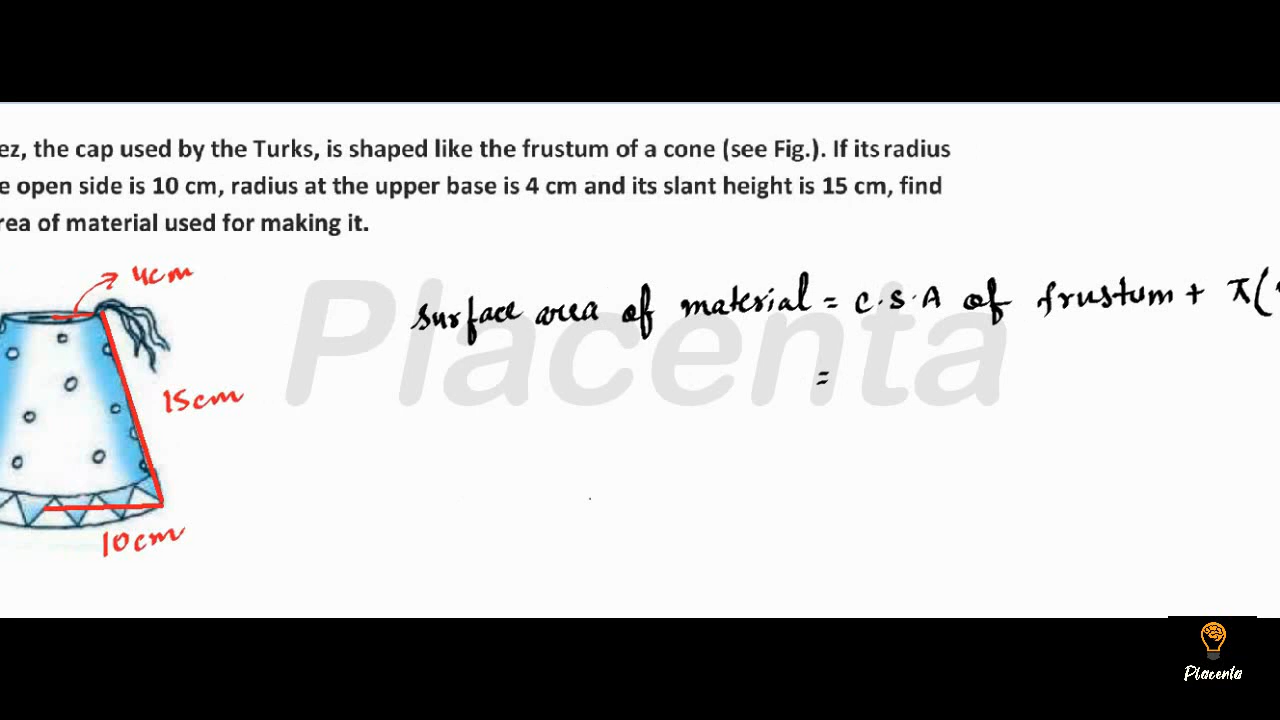 ez, the cap used by the Turks, is shaped like the frustum of a cone (see Fig.). If its radius
e open side is 10 cm, radius at the upper base is 4 cm and its slant height is 15 cm, find
rea of material used for making it.
4cm
Surface area of material = C.S.A of frustum + π(
=
15cm
10cm
Placenta
Placenta